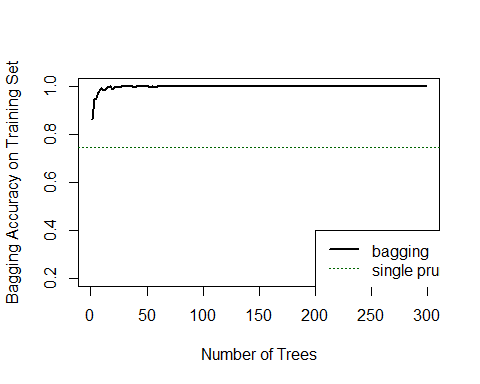 Bagging Accuracy on Training Set
1.0
0.8
0.6
0.4
0.2
bagging
single pru
0 50 100 150 200 250 300
Number of Trees